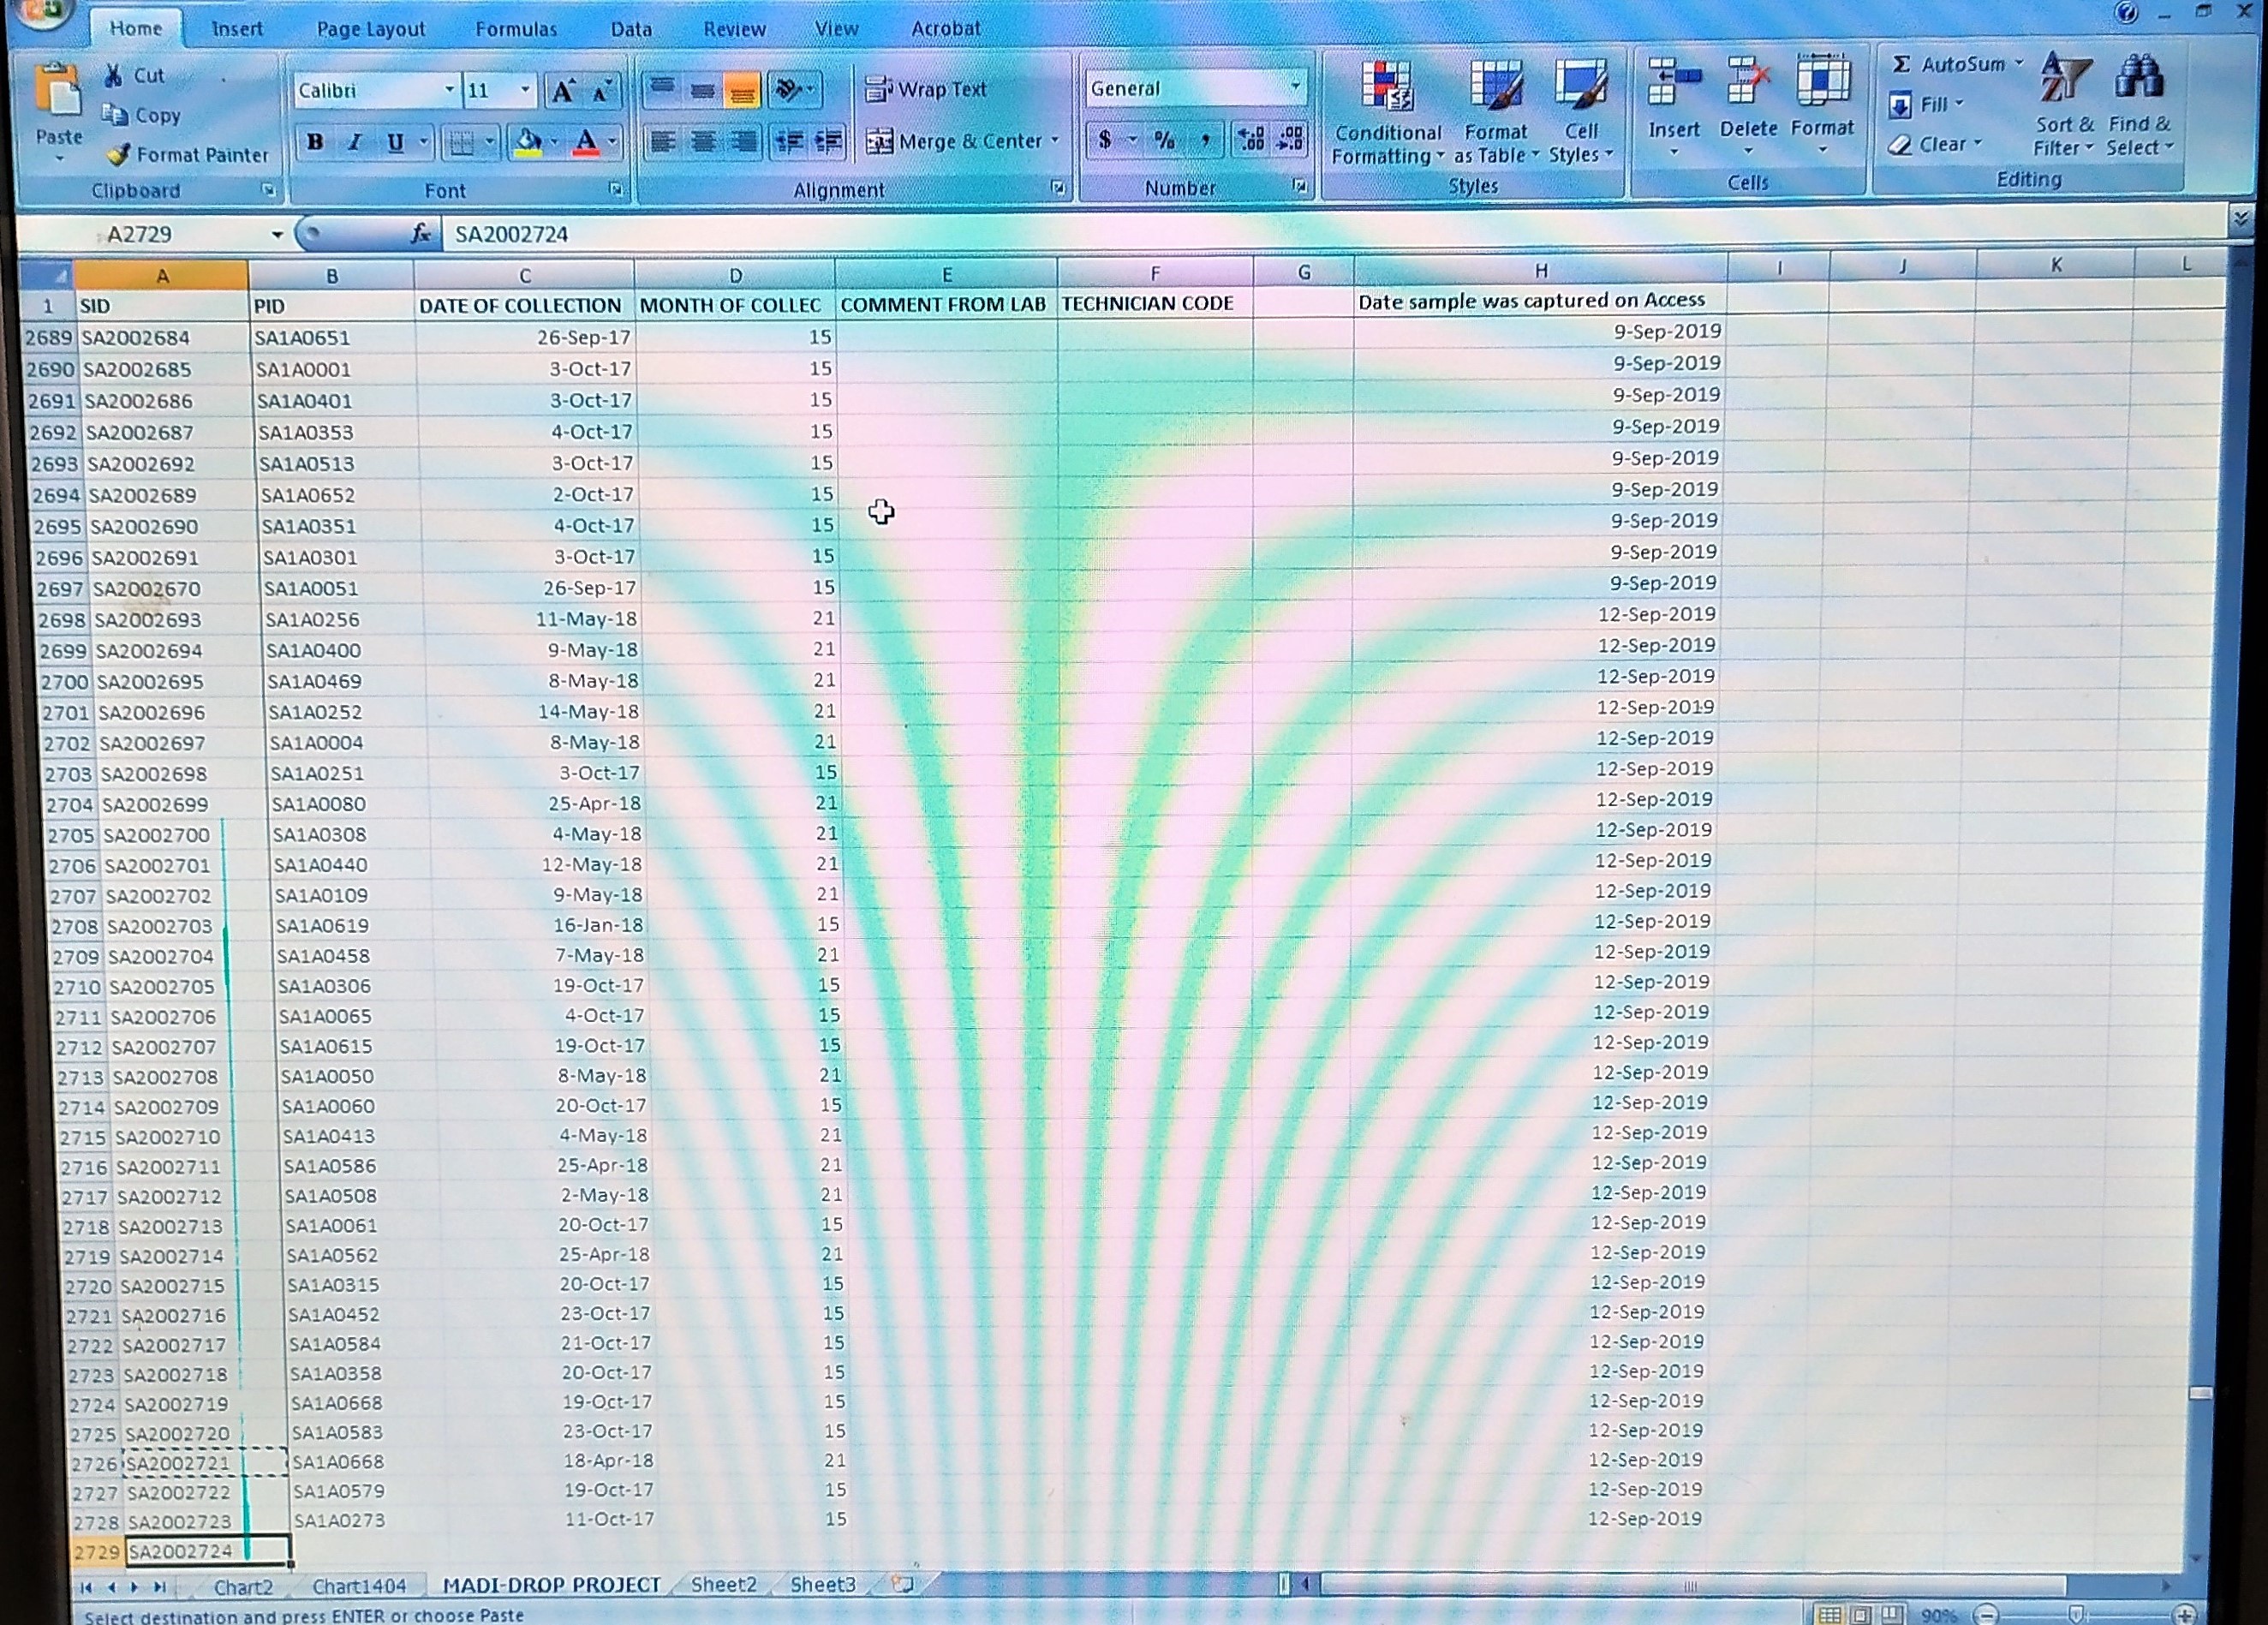 Home Insert Page Layout Formulas Data Review View Acrobat
Cut
Copy
Format Painter
Paste
Clipboard
Calibri 11
B I U
Font
Wrap Text
Merge & Center
Alignment
General
$ % ,
Number
Conditional Formatting
Format as Table
Cell Styles
Styles
Insert Delete Format
Cells
Σ AutoSum
Fill
Clear
Sort & Filter
Find & Select
Editing
A2729 fx SA2002724
A B C D E F G H I J K L
1 SID PID DATE OF COLLECTION MONTH OF COLLEC COMMENT FROM LAB TECHNICIAN CODE Date sample was captured on Access
2689 SA2002684 SA1A0651 26-Sep-17 15 9-Sep-2019
2690 SA2002685 SA1A0001 3-Oct-17 15 9-Sep-2019
2691 SA2002686 SA1A0401 3-Oct-17 15 9-Sep-2019
2692 SA2002687 SA1A0353 4-Oct-17 15 9-Sep-2019
2693 SA2002692 SA1A0513 3-Oct-17 15 9-Sep-2019
2694 SA2002689 SA1A0652 2-Oct-17 15 9-Sep-2019
2695 SA2002690 SA1A0351 4-Oct-17 15 9-Sep-2019
2696 SA2002691 SA1A0301 3-Oct-17 15 9-Sep-2019
2697 SA2002670 SA1A0051 26-Sep-17 15 9-Sep-2019
2698 SA2002693 SA1A0256 11-May-18 21 12-Sep-2019
2699 SA2002694 SA1A0400 9-May-18 21 12-Sep-2019
2700 SA2002695 SA1A0469 8-May-18 21 12-Sep-2019
2701 SA2002696 SA1A0252 14-May-18 21 12-Sep-2019
2702 SA2002697 SA1A0004 8-May-18 21 12-Sep-2019
2703 SA2002698 SA1A0251 3-Oct-17 15 12-Sep-2019
2704 SA2002699 SA1A0080 25-Apr-18 21 12-Sep-2019
2705 SA2002700 SA1A0308 4-May-18 21 12-Sep-2019
2706 SA2002701 SA1A0440 12-May-18 21 12-Sep-2019
2707 SA2002702 SA1A0109 9-May-18 21 12-Sep-2019
2708 SA2002703 SA1A0619 16-Jan-18 15 12-Sep-2019
2709 SA2002704 SA1A0458 7-May-18 21 12-Sep-2019
2710 SA2002705 SA1A0306 19-Oct-17 15 12-Sep-2019
2711 SA2002706 SA1A0065 4-Oct-17 15 12-Sep-2019
2712 SA2002707 SA1A0615 19-Oct-17 15 12-Sep-2019
2713 SA2002708 SA1A0050 8-May-18 21 12-Sep-2019
2714 SA2002709 SA1A0060 20-Oct-17 15 12-Sep-2019
2715 SA2002710 SA1A0413 4-May-18 21 12-Sep-2019
2716 SA2002711 SA1A0586 25-Apr-18 21 12-Sep-2019
2717 SA2002712 SA1A0508 2-May-18 21 12-Sep-2019
2718 SA2002713 SA1A0061 20-Oct-17 15 12-Sep-2019
2719 SA2002714 SA1A0562 25-Apr-18 21 12-Sep-2019
2720 SA2002715 SA1A0315 20-Oct-17 15 12-Sep-2019
2721 SA2002716 SA1A0452 23-Oct-17 15 12-Sep-2019
2722 SA2002717 SA1A0584 21-Oct-17 15 12-Sep-2019
2723 SA2002718 SA1A0358 20-Oct-17 15 12-Sep-2019
2724 SA2002719 SA1A0668 19-Oct-17 15 12-Sep-2019
2725 SA2002720 SA1A0583 23-Oct-17 15 12-Sep-2019
2726 SA2002721 SA1A0668 18-Apr-18 21 12-Sep-2019
2727 SA2002722 SA1A0579 19-Oct-17 15 12-Sep-2019
2728 SA2002723 SA1A0273 11-Oct-17 15 12-Sep-2019
2729 SA2002724
Chart2 Chart1404 MADI-DROP PROJECT Sheet2 Sheet3
Select destination and press ENTER or choose Paste 90%